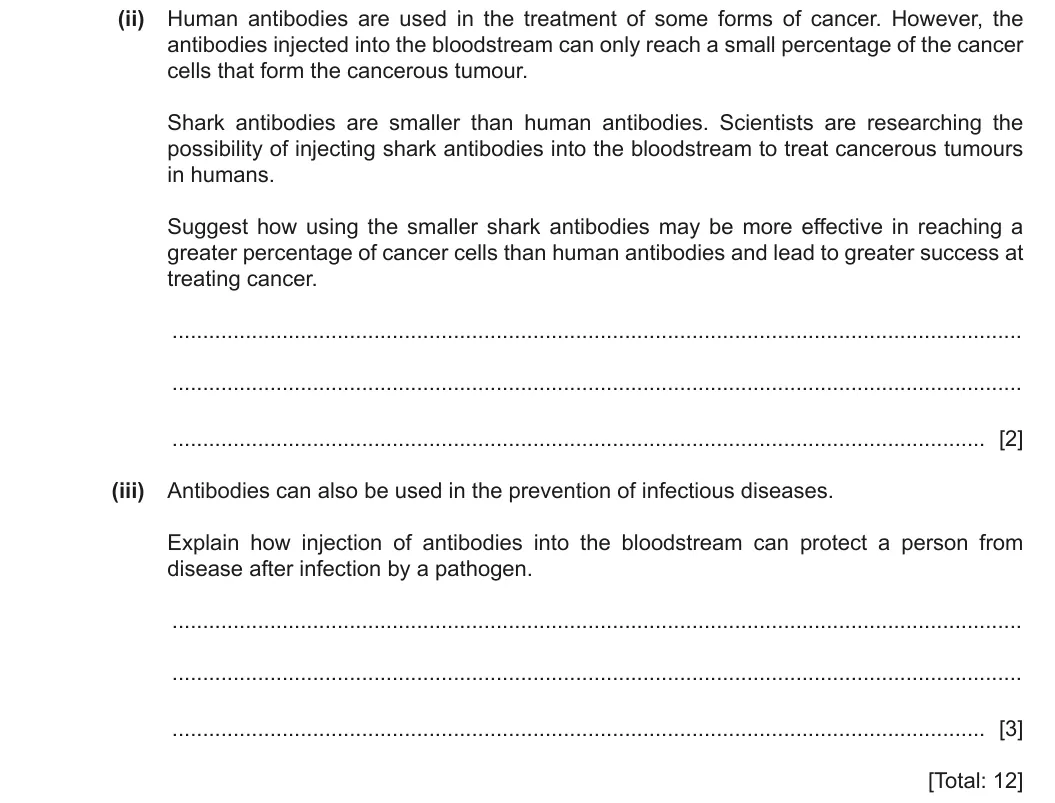 (ii) Human antibodies are used in the treatment of some forms of cancer. However, the
antibodies injected into the bloodstream can only reach a small percentage of the cancer
cells that form the cancerous tumour.
Shark antibodies are smaller than human antibodies. Scientists are researching the
possibility of injecting shark antibodies into the bloodstream to treat cancerous tumours
in humans.
Suggest how using the smaller shark antibodies may be more effective in reaching a
greater percentage of cancer cells than human antibodies and lead to greater success at
treating cancer.
...................................................................................................................................
...................................................................................................................................
............................................................................................................................. [2]
(iii) Antibodies can also be used in the prevention of infectious diseases.
Explain how injection of antibodies into the bloodstream can protect a person from
disease after infection by a pathogen.
...................................................................................................................................
...................................................................................................................................
............................................................................................................................. [3]
[Total: 12]